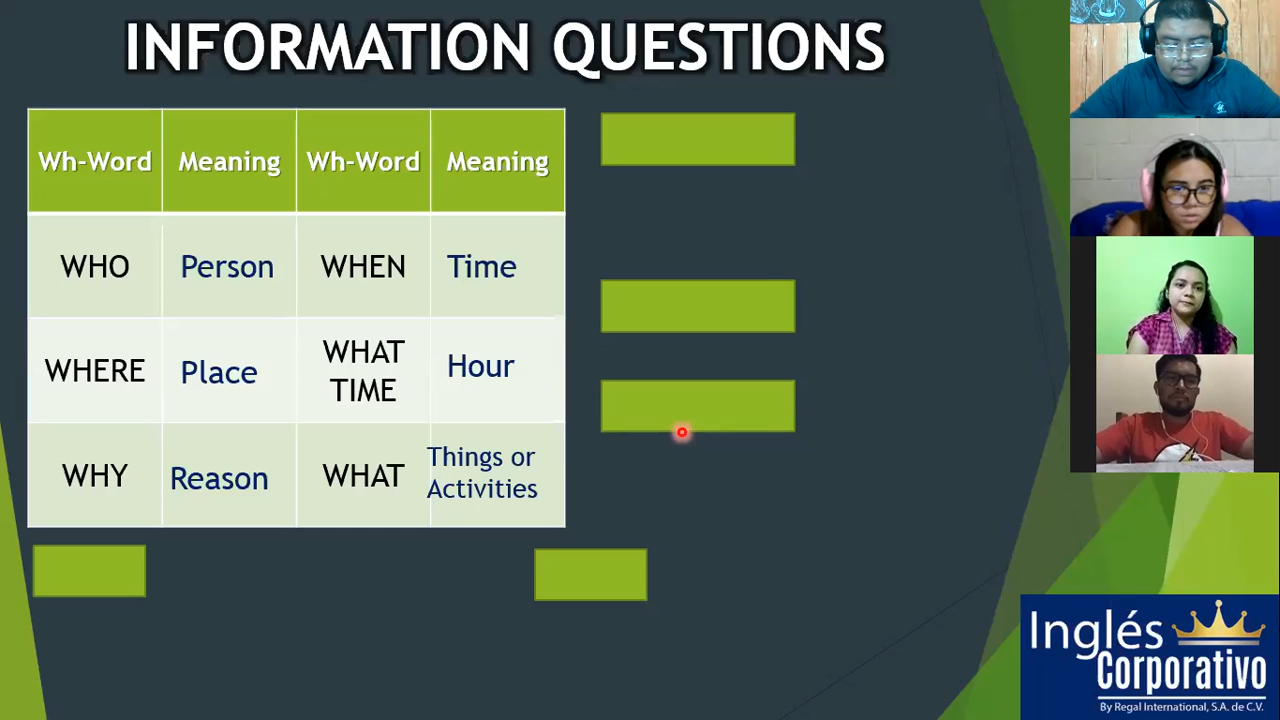 INFORMATION QUESTIONS
Wh-Word Meaning Wh-Word Meaning
WHO Person WHEN Time
WHERE Place WHAT TIME Hour
WHY Reason WHAT Things or Activities
Inglés
Corporativo
By Regal International, S.A. de C.V.